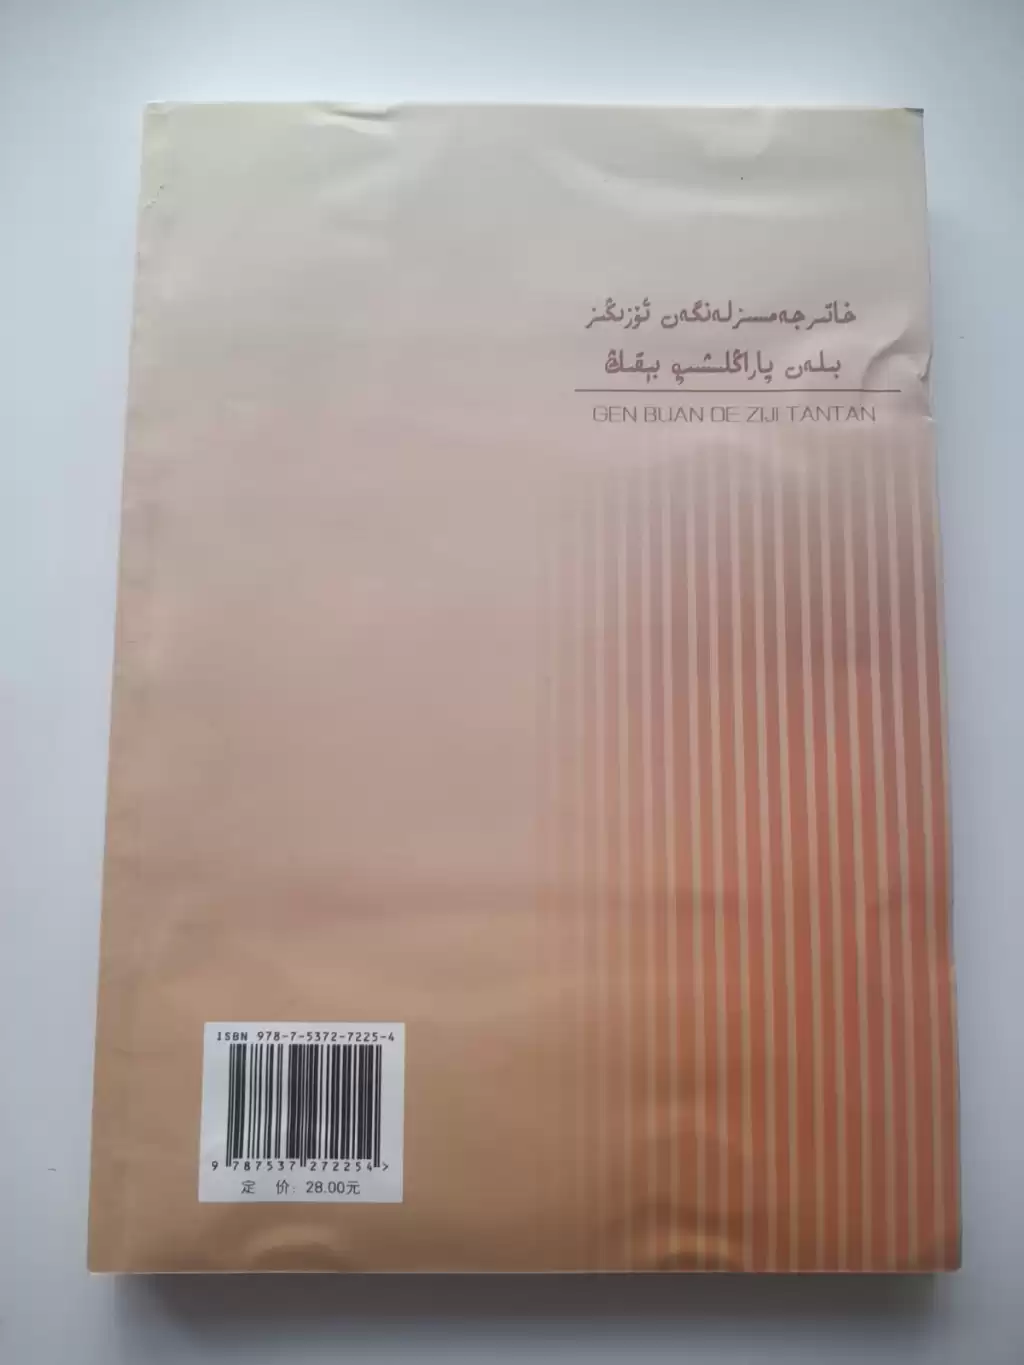 خاتىرجەمسىزلەنگەن ئۆزىڭىز
بىلەن پاراڭلىشىپ بېقىڭ
GEN BUAN DE ZIJI TANTAN
ISBN 978-7-5372-7225-4
9 787537 272254 >
定 价: 28.00元